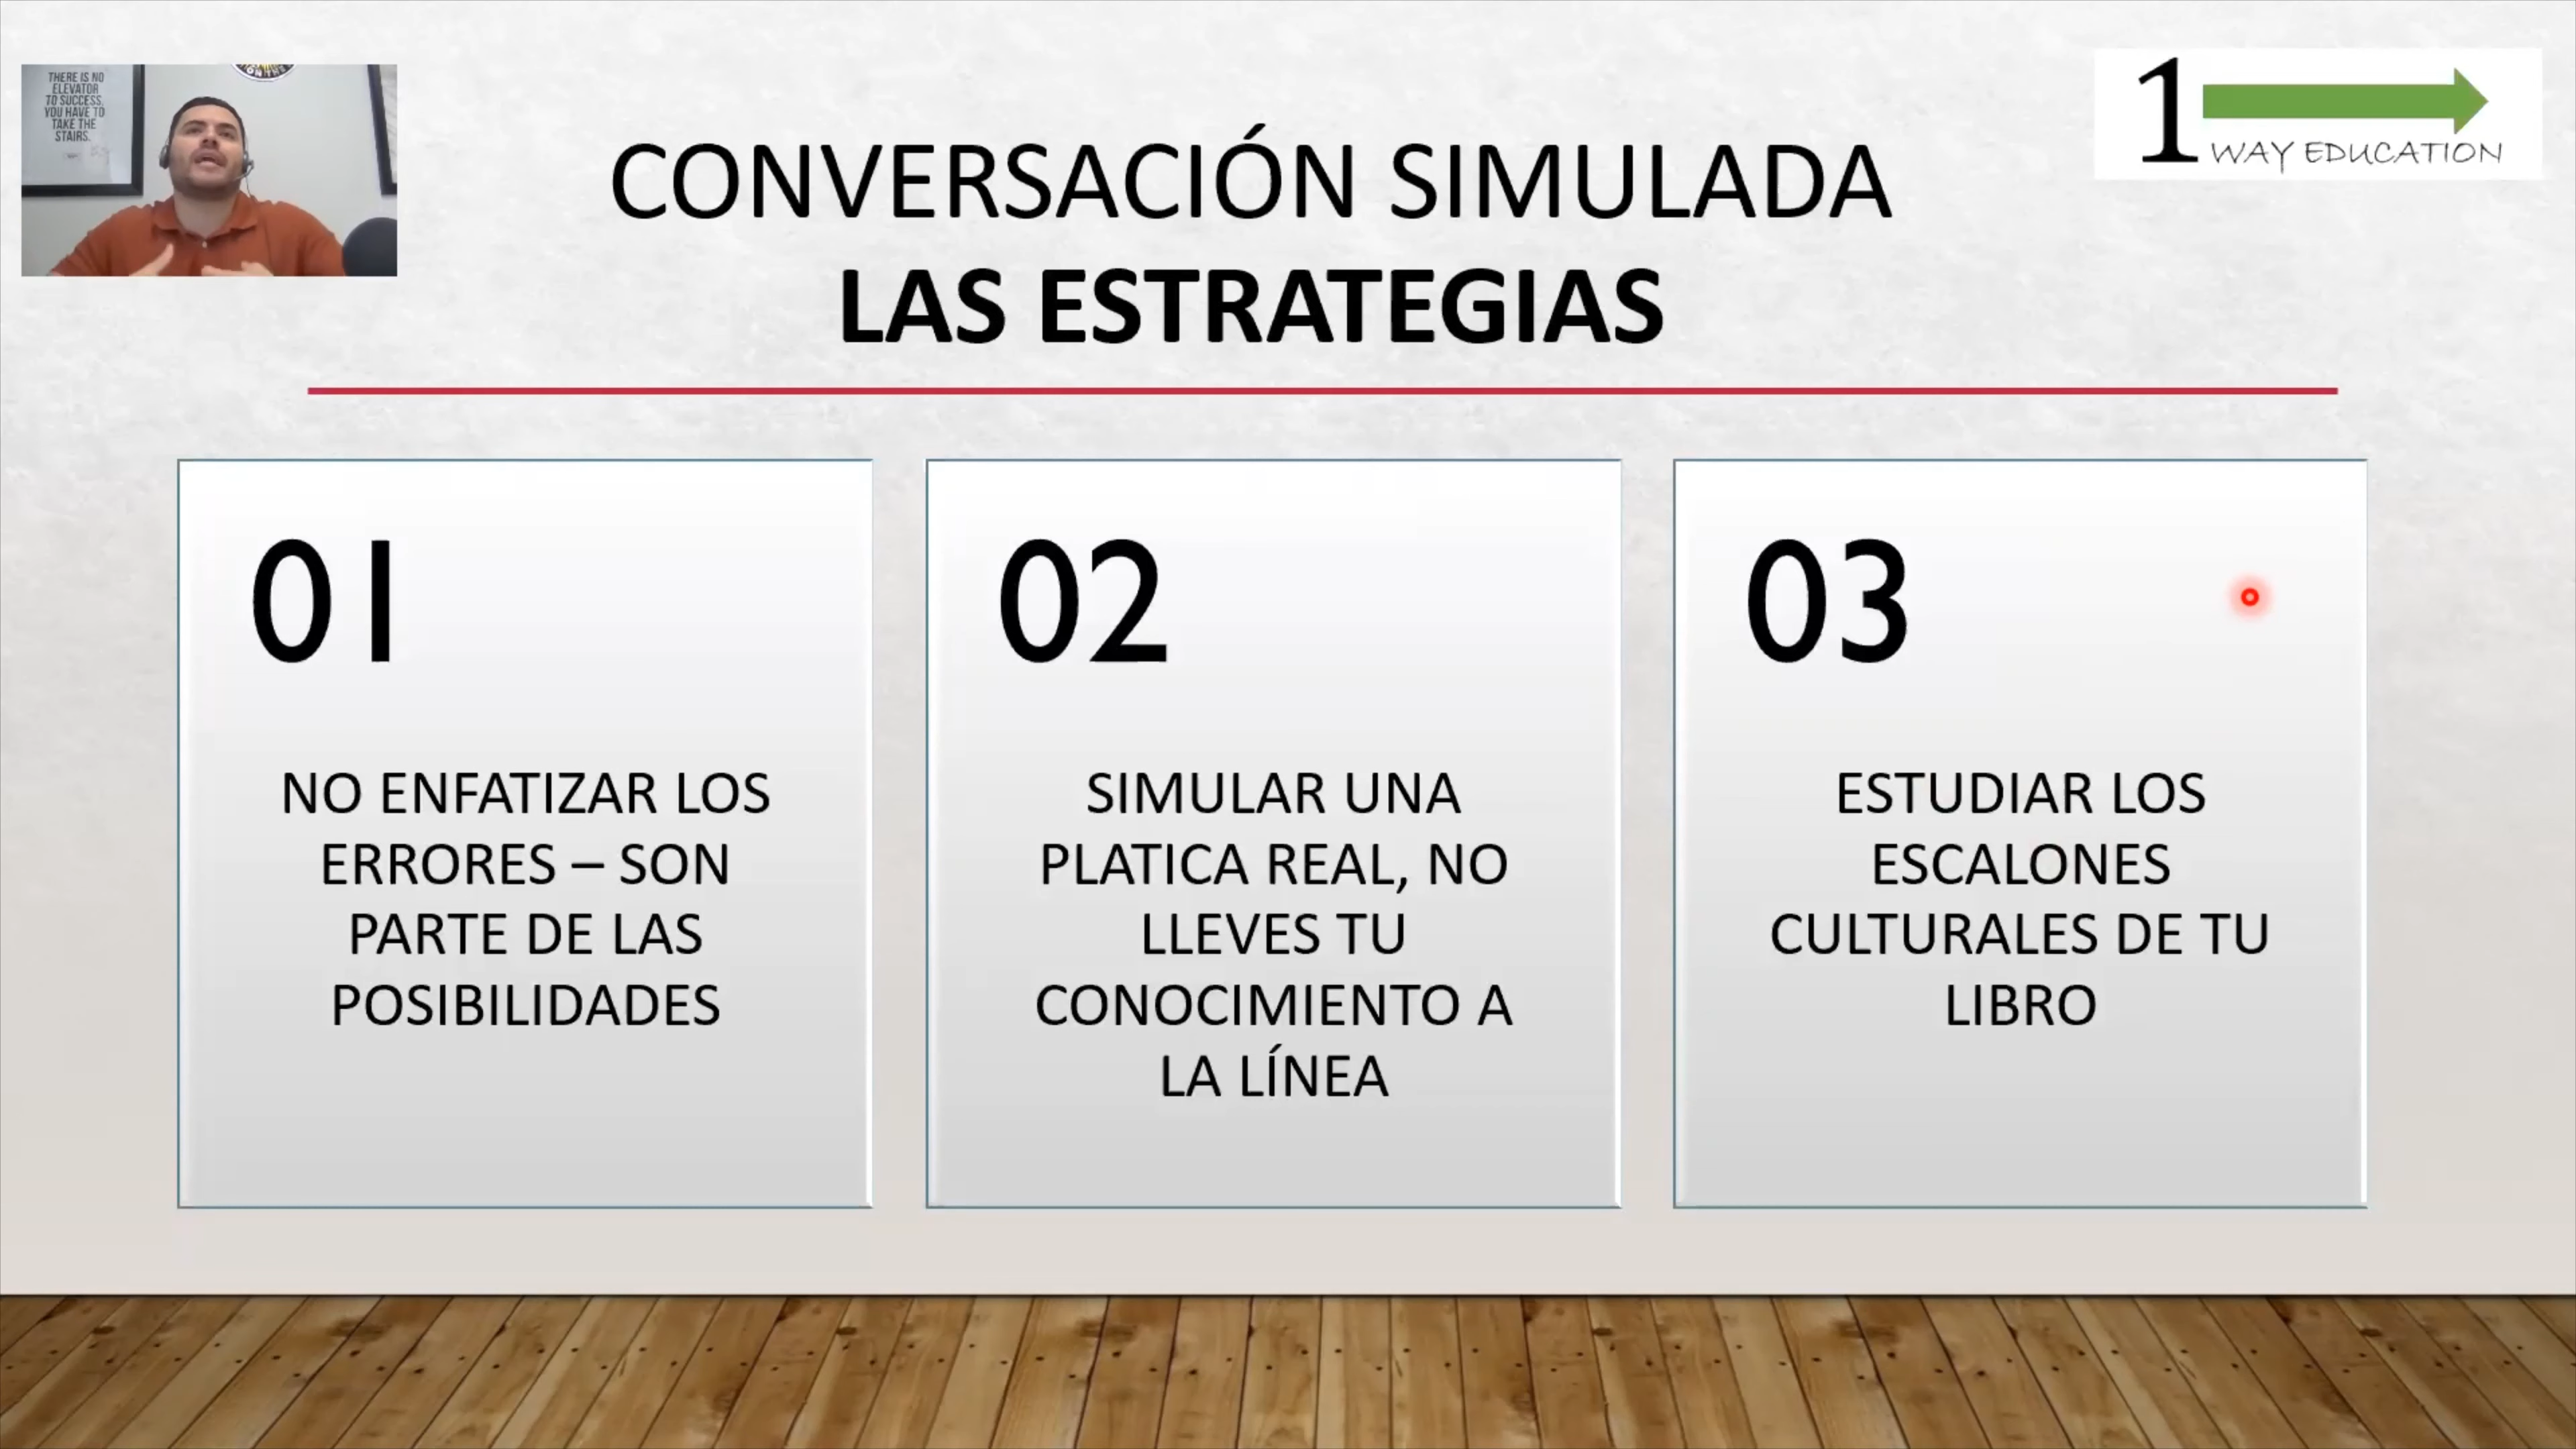 THERE IS NO
ELEVATOR
TO SUCCESS,
YOU HAVE TO
TAKE THE
STAIRS.
1
WAY EDUCATION
CONVERSACIÓN SIMULADA
LAS ESTRATEGIAS
01
NO ENFATIZAR LOS
ERRORES – SON
PARTE DE LAS
POSIBILIDADES
02
SIMULAR UNA
PLATICA REAL, NO
LLEVES TU
CONOCIMIENTO A
LA LÍNEA
03
ESTUDIAR LOS
ESCALONES
CULTURALES DE TU
LIBRO